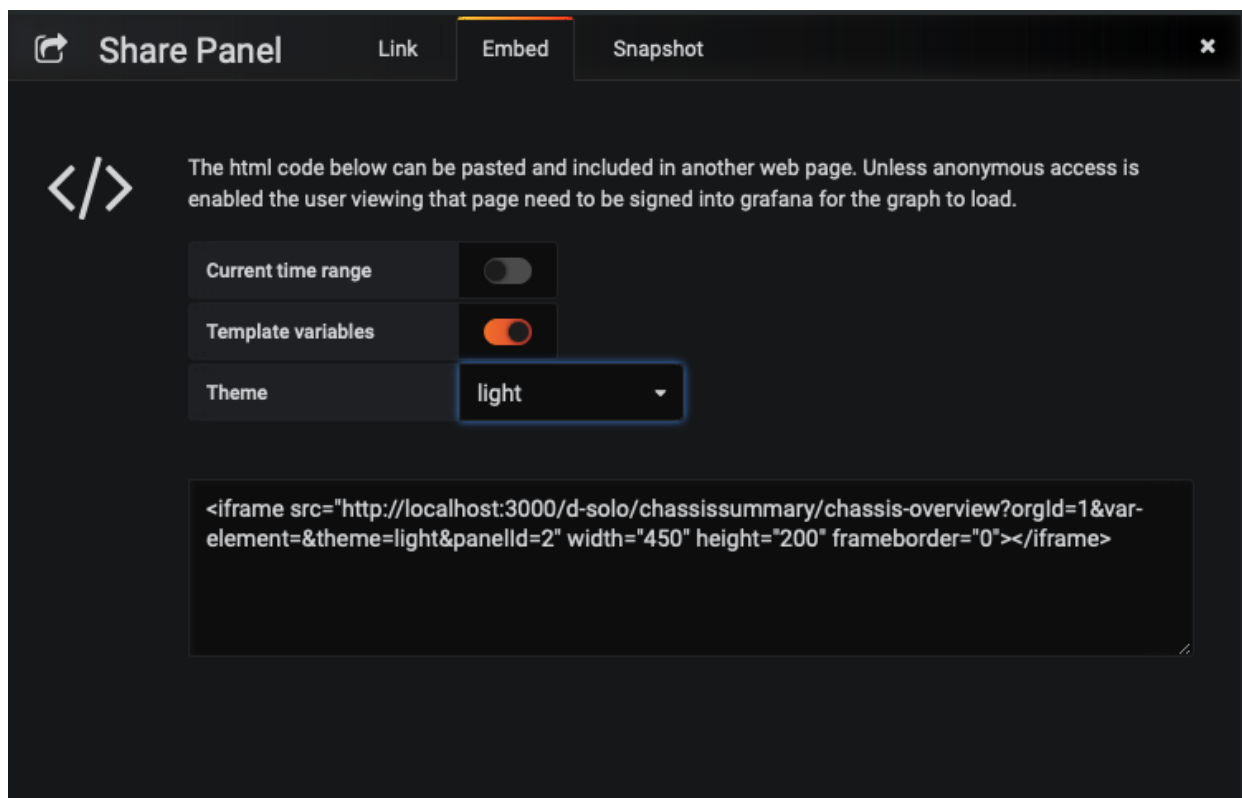 Share Panel
Link
Embed
Snapshot
</>
The html code below can be pasted and included in another web page. Unless anonymous access is
enabled the user viewing that page need to be signed into grafana for the graph to load.
Current time range
Template variables
Theme
light
<iframe src="http://localhost:3000/d-solo/chassissummary/chassis-overview?orgId=1&var-
element=&theme=light&panelId=2" width="450" height="200" frameborder="0"></iframe>